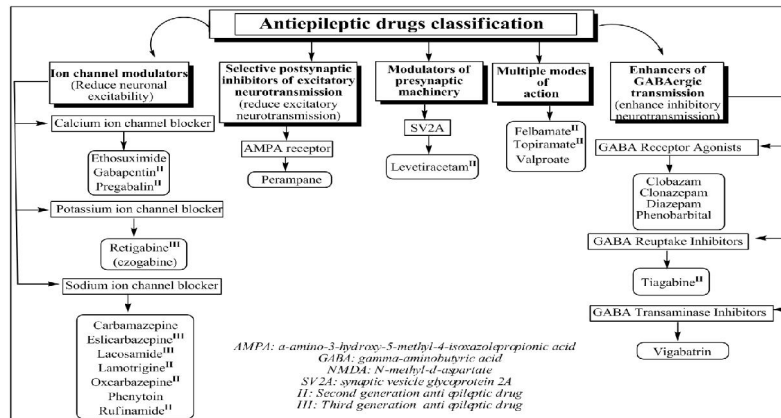 Antiepileptic drugs classification
Ion channel modulators
(Reduce neuronal
excitability)
Calcium ion channel blocker
Ethosuximide
Gabapentin II
Pregabalin II
Potassium ion channel blocker
Retigabine III
(ezogabine)
Sodium ion channel blocker
Carbamazepine
Eslicarbazepine III
Lacosamide III
Lamotrigine II
Oxcarbazepine II
Phenytoin
Rufinamide II
Selective postsynaptic
inhibitors of excitatory
neurotransmission
(reduce excitatory
neurotransmission)
AMPA receptor
Perampane
Modulators of
presynaptic
machinery
SV2A
Levetiracetam II
Multiple modes
of
action
Felbamate II
Topiramate II
Valproate
Enhancers of
GABAergic
transmission
(enhance inhibitory
neurotransmission)
GABA Receptor Agonists
Clobazam
Clonazepam
Diazepam
Phenobarbital
GABA Reuptake Inhibitors
Tiagabine II
GABA Transaminase Inhibitors
Vigabatrin
AMPA: α-amino-3-hydroxy-5-methyl-4-isoxazolepropionic acid
GABA: gamma-aminobutyric acid
NMDA: N-methyl-d-aspartate
SV2A: synaptic vesicle glycoprotein 2A
II: Second generation anti epileptic drug
III: Third generation anti epileptic drug